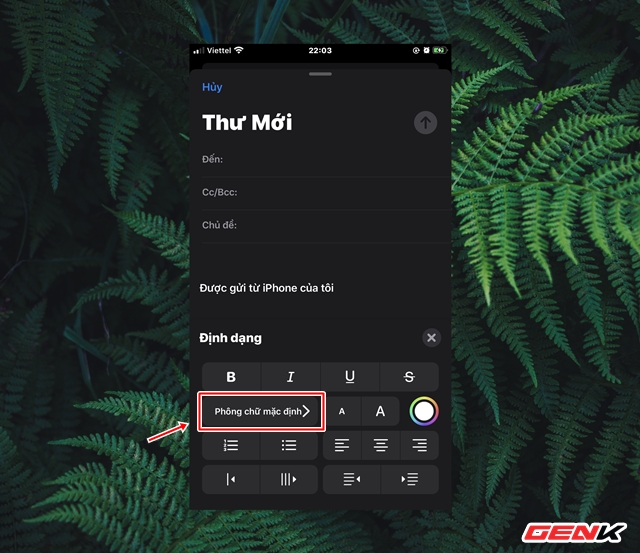 Viettel 22:03
Hủy
Thư Mới
Đến:
Cc/Bcc:
Chủ đề:
Được gửi từ iPhone của tôi
Định dạng
B I U S
Phông chữ mặc định A A
GENK